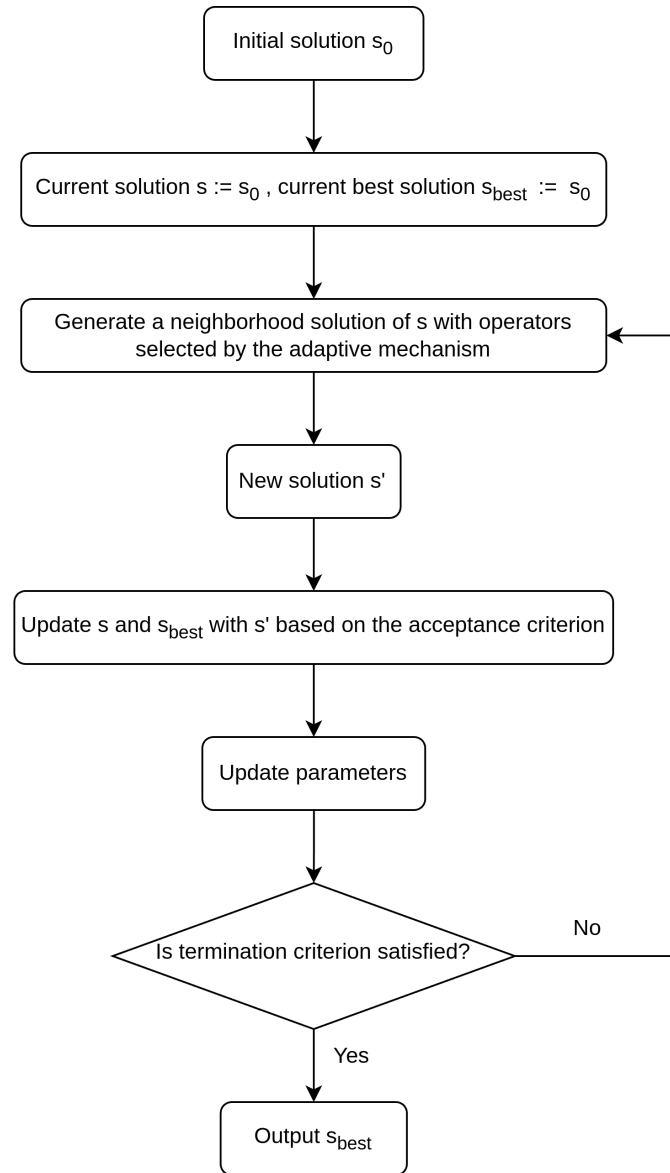 Initial solution s0
Current solution s := s0 , current best solution sbest := s0
Generate a neighborhood solution of s with operators
selected by the adaptive mechanism
New solution s'
Update s and sbest with s' based on the acceptance criterion
Update parameters
Is termination criterion satisfied?
No
Yes
Output sbest